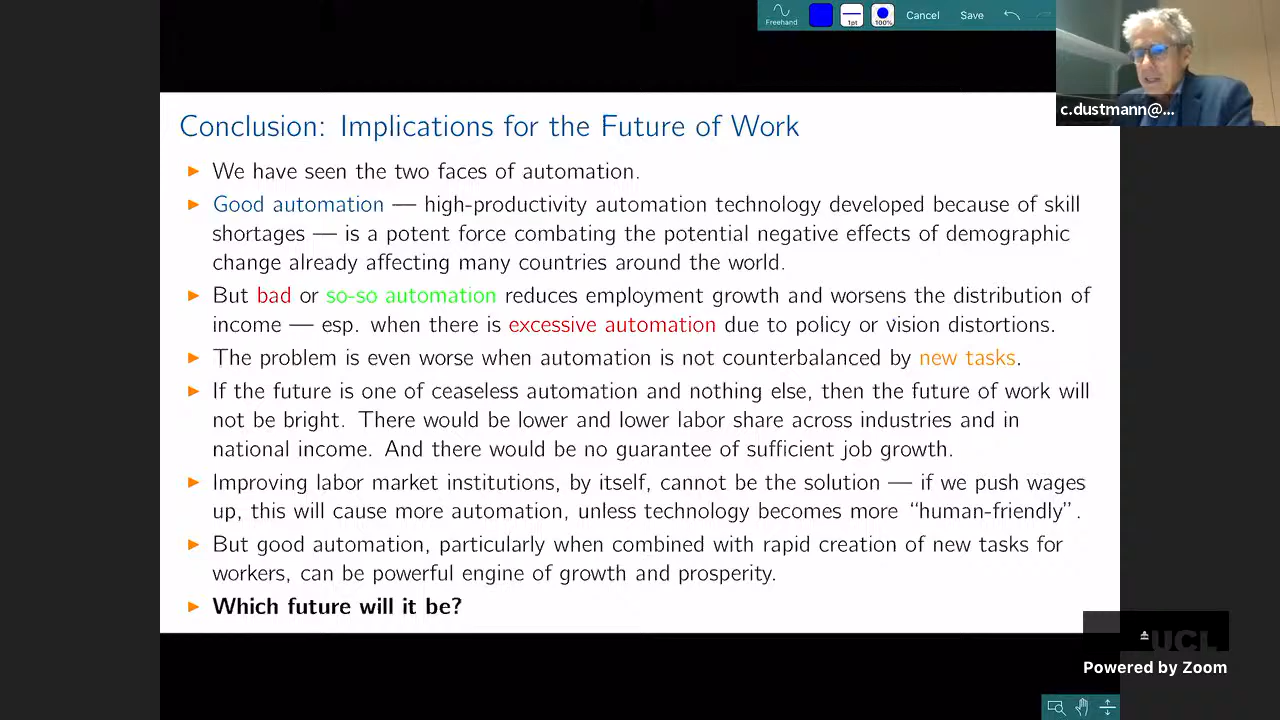 Freehand
1pt
100%
Cancel
Save
c.dustmann@...
Conclusion: Implications for the Future of Work
We have seen the two faces of automation.
Good automation — high-productivity automation technology developed because of skill
shortages — is a potent force combating the potential negative effects of demographic
change already affecting many countries around the world.
But bad or so-so automation reduces employment growth and worsens the distribution of
income — esp. when there is excessive automation due to policy or vision distortions.
The problem is even worse when automation is not counterbalanced by new tasks.
If the future is one of ceaseless automation and nothing else, then the future of work will
not be bright. There would be lower and lower labor share across industries and in
national income. And there would be no guarantee of sufficient job growth.
Improving labor market institutions, by itself, cannot be the solution — if we push wages
up, this will cause more automation, unless technology becomes more “human-friendly”.
But good automation, particularly when combined with rapid creation of new tasks for
workers, can be powerful engine of growth and prosperity.
Which future will it be?
UCL
Powered by Zoom